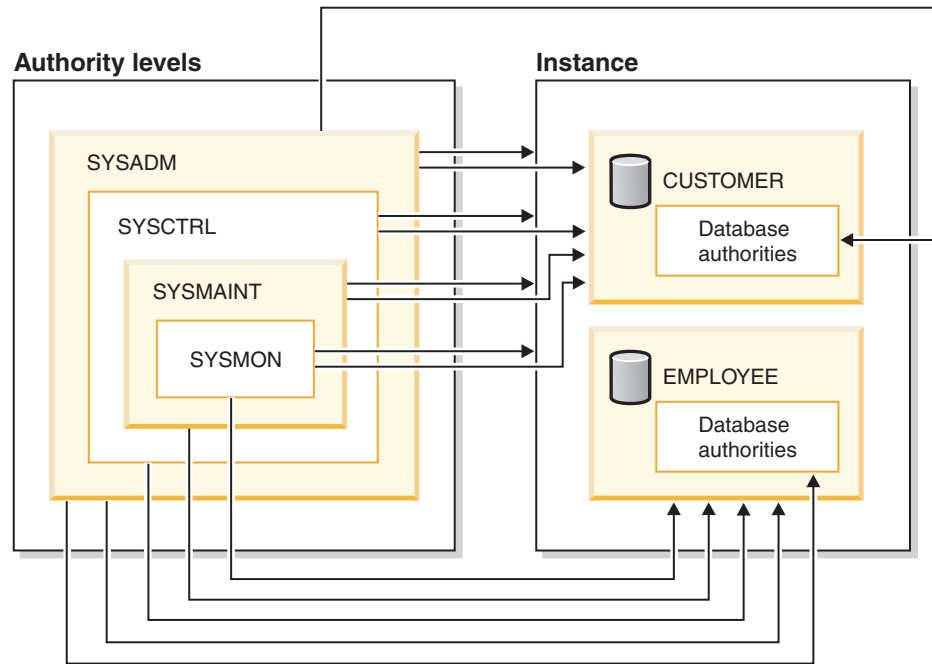 Authority levels
SYSADM
SYSCTRL
SYSMAINT
SYSMON
Instance
CUSTOMER
Database
authorities
EMPLOYEE
Database
authorities